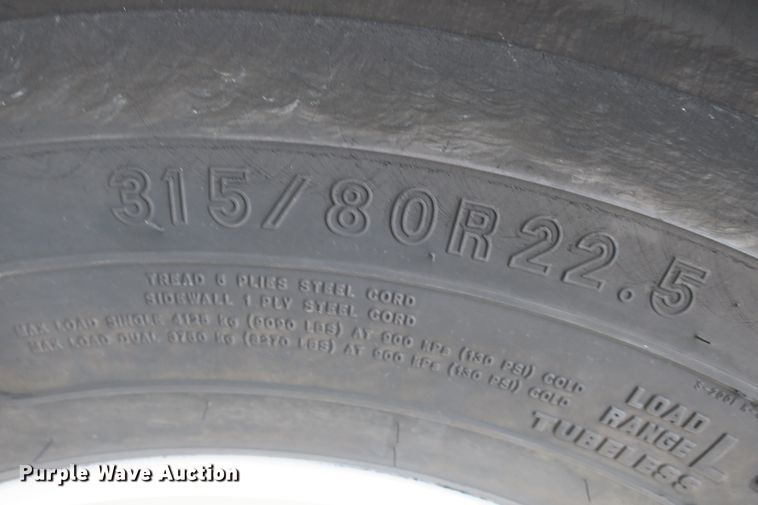 315/80R22.5
TREAD 5 PLIES STEEL CORD
SIDEWALL 1 PLY STEEL CORD
MAX LOAD SINGLE 4125 kg (9090 LBS) AT 900 KPs (130 PSI) COLD
MAX LOAD DUAL 3750 kg (8270 LBS) AT 900 KPs (130 PSI) COLD
LOAD
RANGE L
TUBELESS
Purple Wave Auction